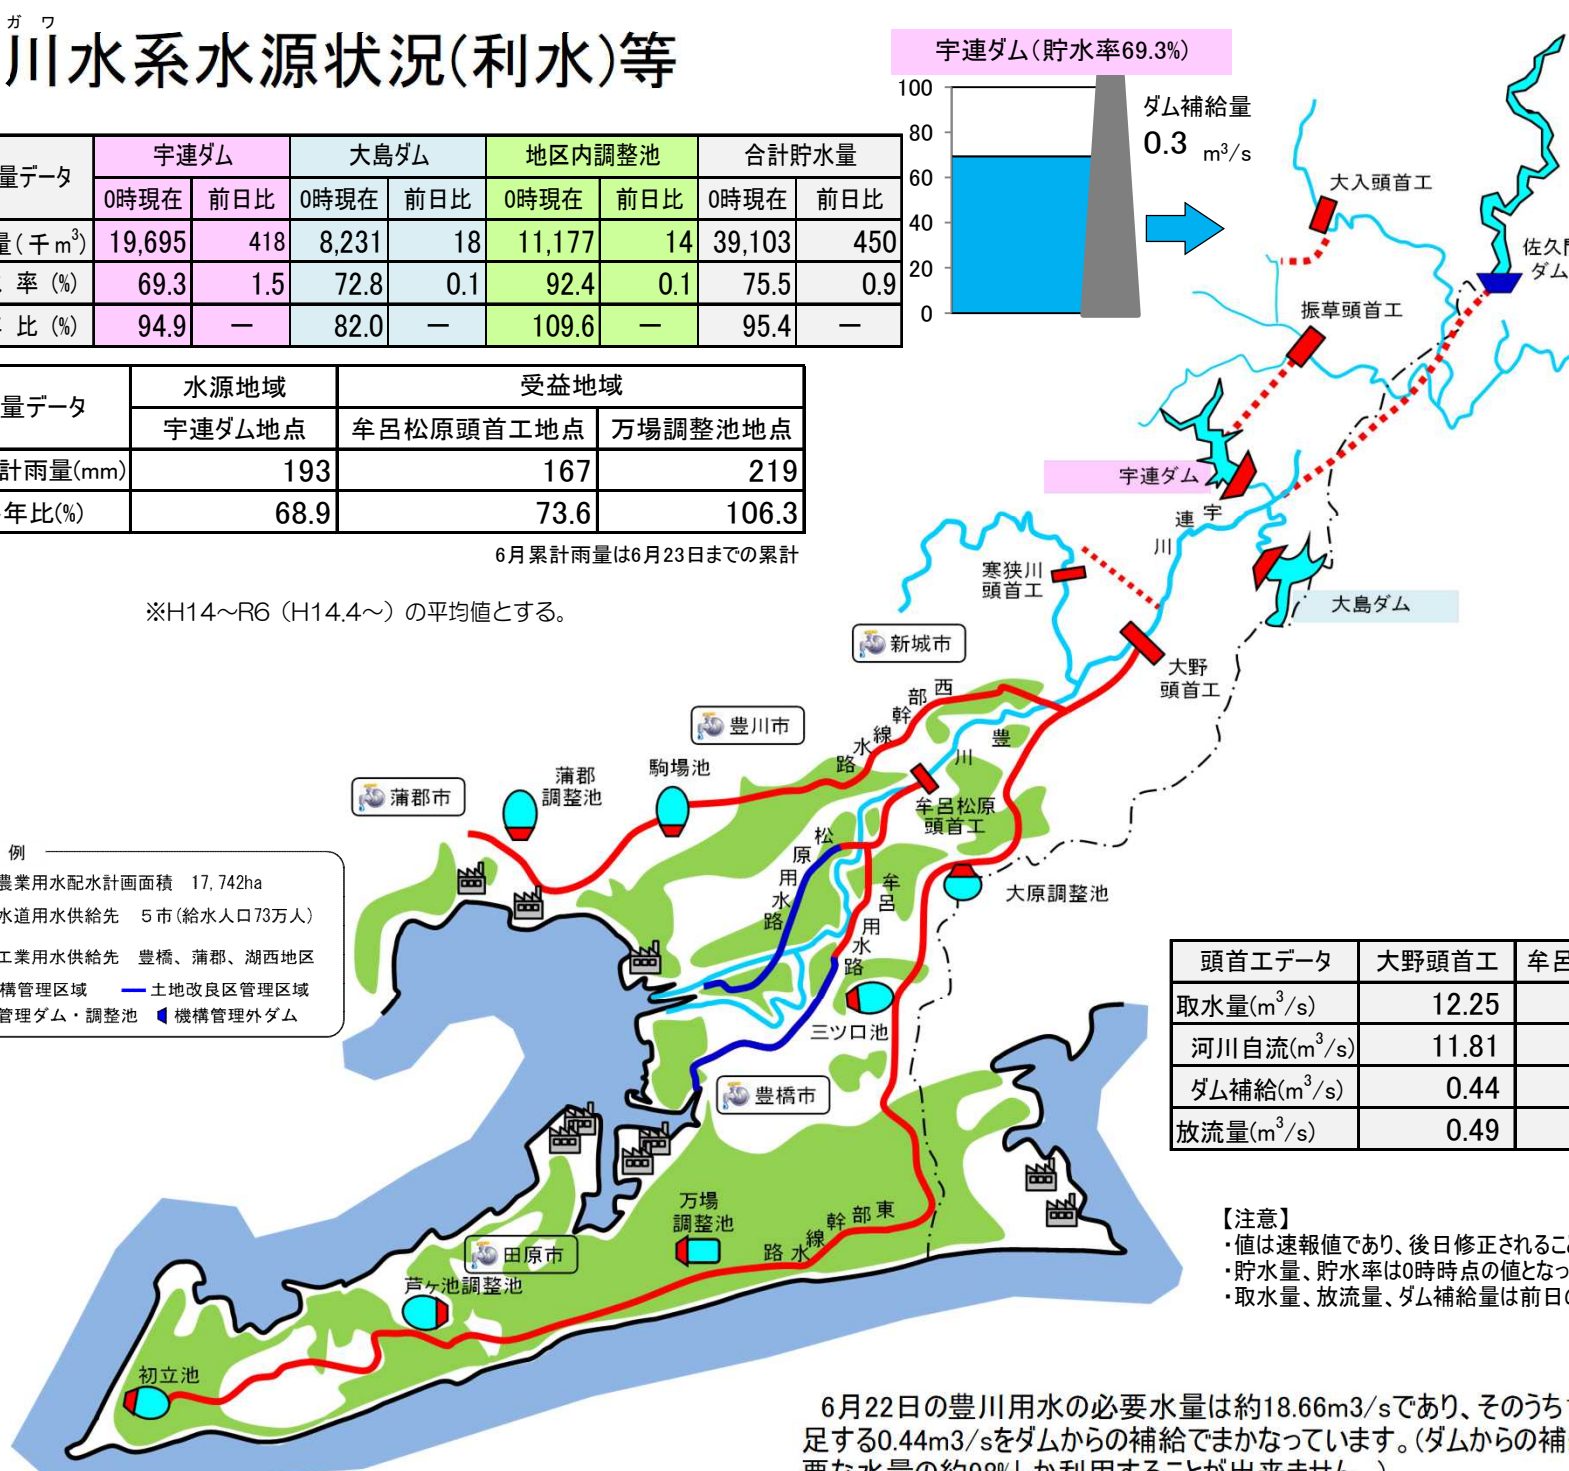 ガ ワ
川水系水源状況(利水)等
宇連ダム(貯水率69.3%)
100
80
60
40
20
0
ダム補給量
0.3 m³/s
量データ 宇連ダム 大島ダム 地区内調整池 合計貯水量
0時現在 前日比 0時現在 前日比 0時現在 前日比 0時現在 前日比
量(千m³) 19,695 418 8,231 18 11,177 14 39,103 450
率 (%) 69.3 1.5 72.8 0.1 92.4 0.1 75.5 0.9
比 (%) 94.9 － 82.0 － 109.6 － 95.4 －
量データ 水源地域 受益地域
宇連ダム地点 牟呂松原頭首工地点 万場調整池地点
計雨量(mm) 193 167 219
年比(%) 68.9 73.6 106.3
6月累計雨量は6月23日までの累計
※H14～R6（H14.4～）の平均値とする。
大入頭首工
佐久
ダム
振草頭首工
宇連ダム
宇連川
寒狭川
頭首工
大島ダム
新城市
大野
頭首工
西部幹線水路
豊川市
豊川
蒲郡
調整池
駒場池
蒲郡市
牟呂松原
頭首工
松原用水路
牟呂用水路
大原調整池
例
農業用水配水計画面積 17,742ha
水道用水供給先 5市(給水人口73万人)
工業用水供給先 豊橋、蒲郡、湖西地区
構管理区域 土地改良区管理区域
管理ダム・調整池 機構管理外ダム
三ツ口池
豊橋市
頭首工データ 大野頭首工 牟
取水量(m³/s) 12.25
河川自流(m³/s) 11.81
ダム補給(m³/s) 0.44
放流量(m³/s) 0.49
万場
調整池
東部幹線水路
田原市
芦ヶ池調整池
初立池
【注意】
・値は速報値であり、後日修正されるこ
・貯水量、貯水率は0時時点の値となっ
・取水量、放流量、ダム補給量は前日の
6月22日の豊川用水の必要水量は約18.66m3/sであり、そのうち
足する0.44m3/sをダムからの補給でまかなっています。(ダムからの補
要な水量の約98%しか利用することが出来ません。)